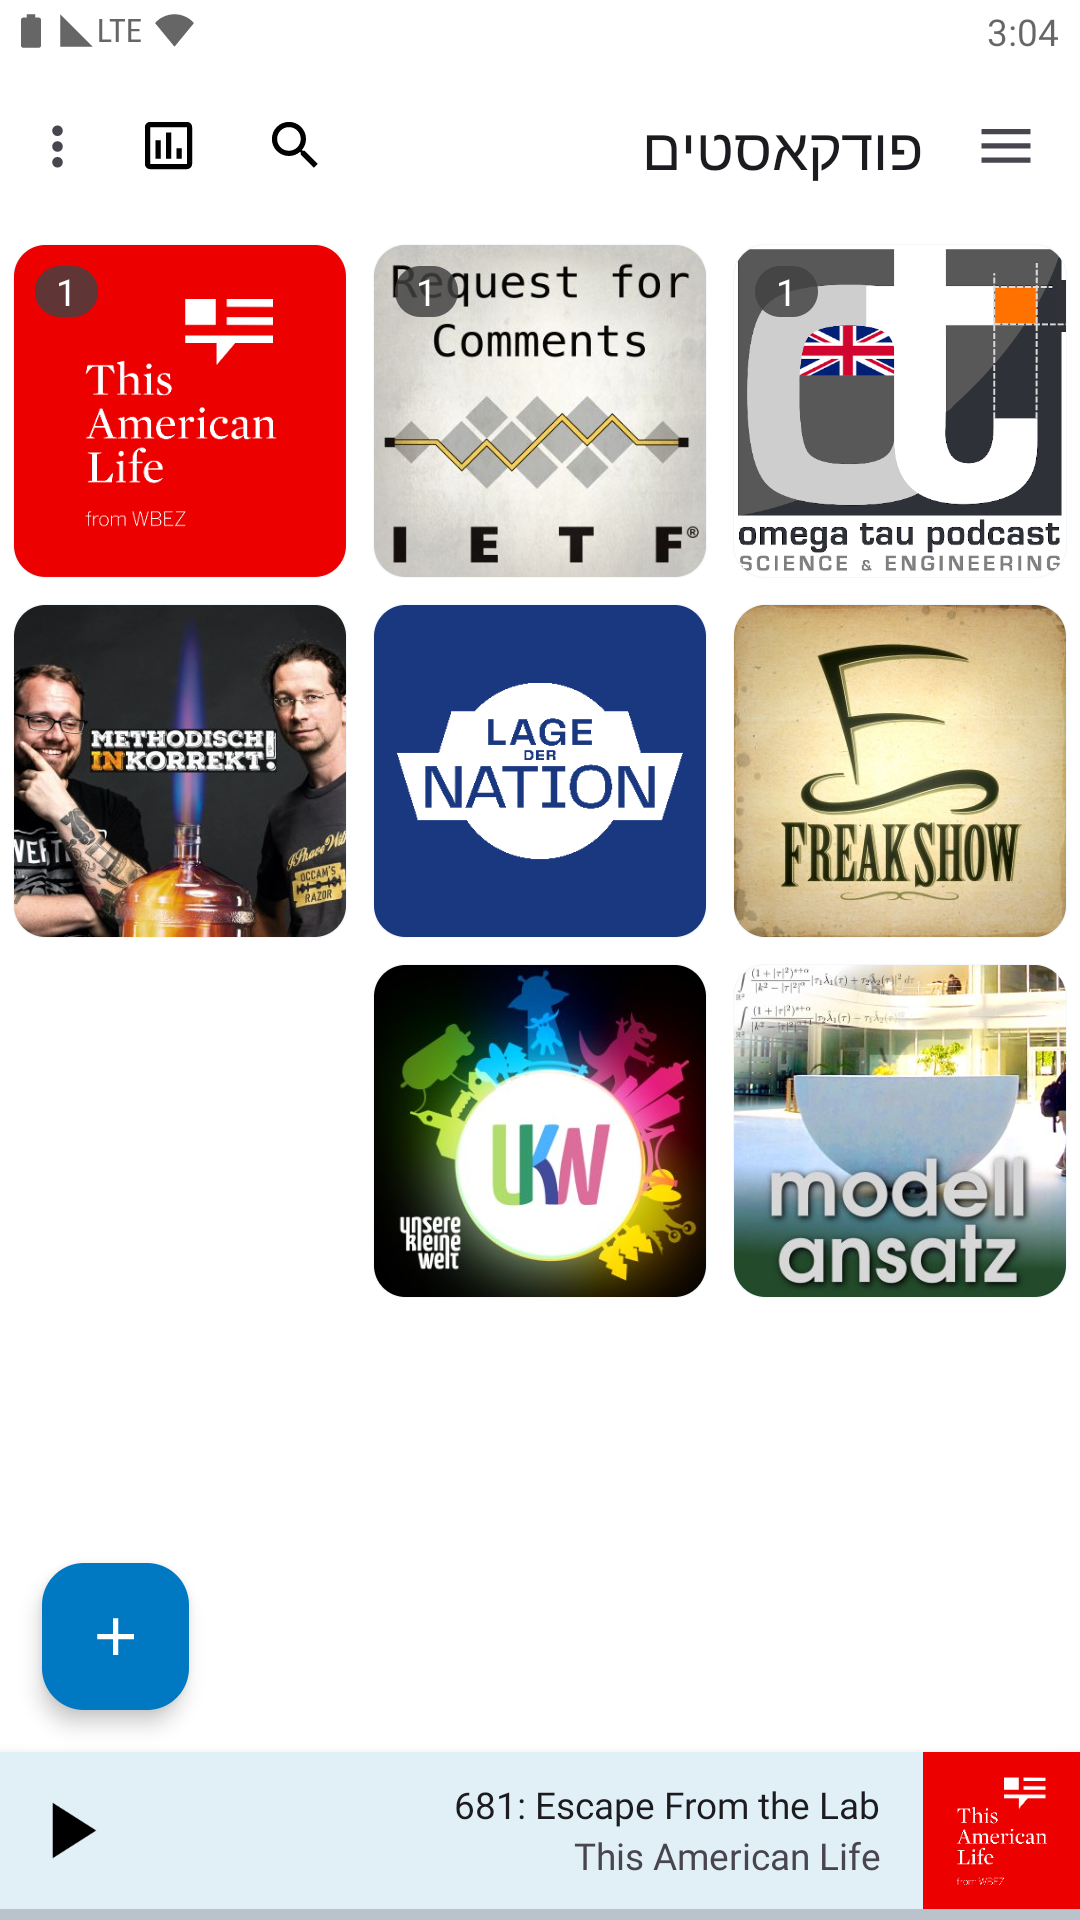 LTE
3:04
פודקאסטים
1
This
American
Life
from WBEZ
1
Request for
Comments
I E T F®
1
omega tau podcast
SCIENCE & ENGINEERING
METHODISCH
INKORREKT!
OCCAM'S
RAZOR
LAGE
DER
NATION
FREAK SHOW
UKW
unsere
kleine
welt
modell
ansatz
+
681: Escape From the Lab
This American Life
This
American
Life
from WBEZ